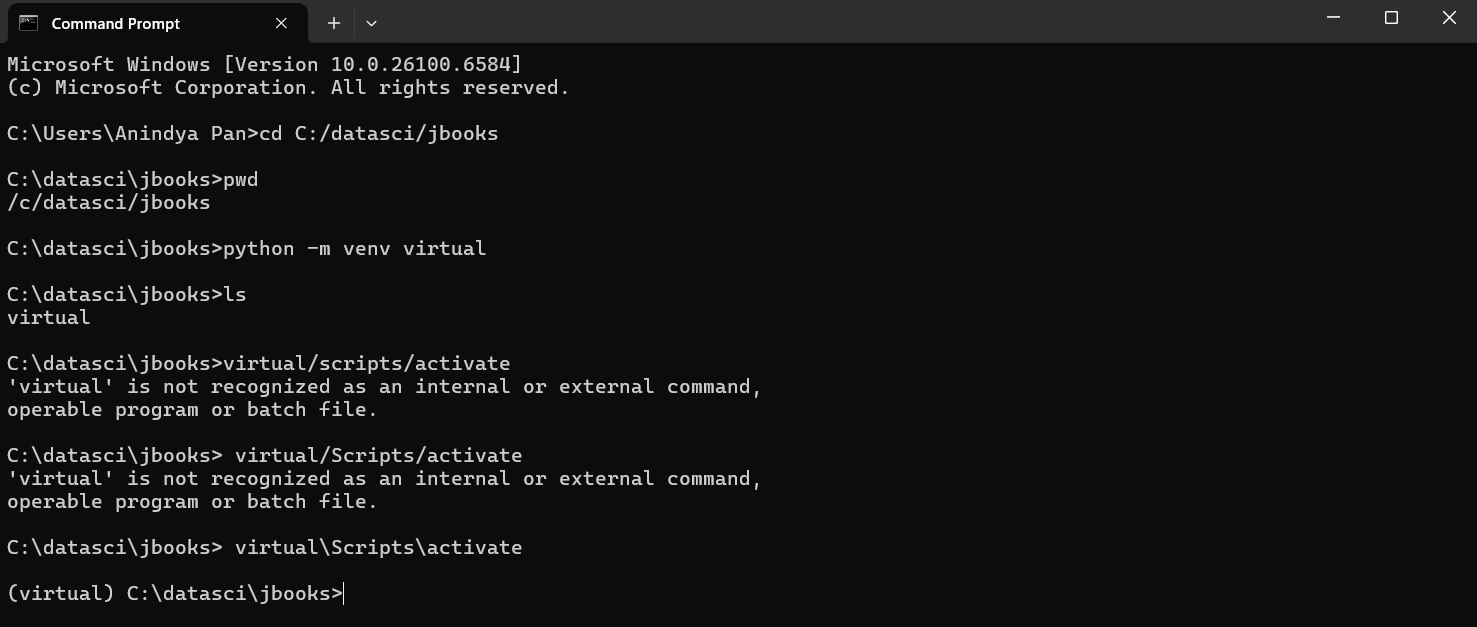 Command Prompt
Microsoft Windows [Version 10.0.26100.6584]
(c) Microsoft Corporation. All rights reserved.
C:\Users\Anindya Pan>cd C:/datasci/jbooks
C:\datasci\jbooks>pwd
/c/datasci/jbooks
C:\datasci\jbooks>python -m venv virtual
C:\datasci\jbooks>ls
virtual
C:\datasci\jbooks>virtual/scripts/activate
'virtual' is not recognized as an internal or external command,
operable program or batch file.
C:\datasci\jbooks> virtual/Scripts/activate
'virtual' is not recognized as an internal or external command,
operable program or batch file.
C:\datasci\jbooks> virtual\Scripts\activate
(virtual) C:\datasci\jbooks>